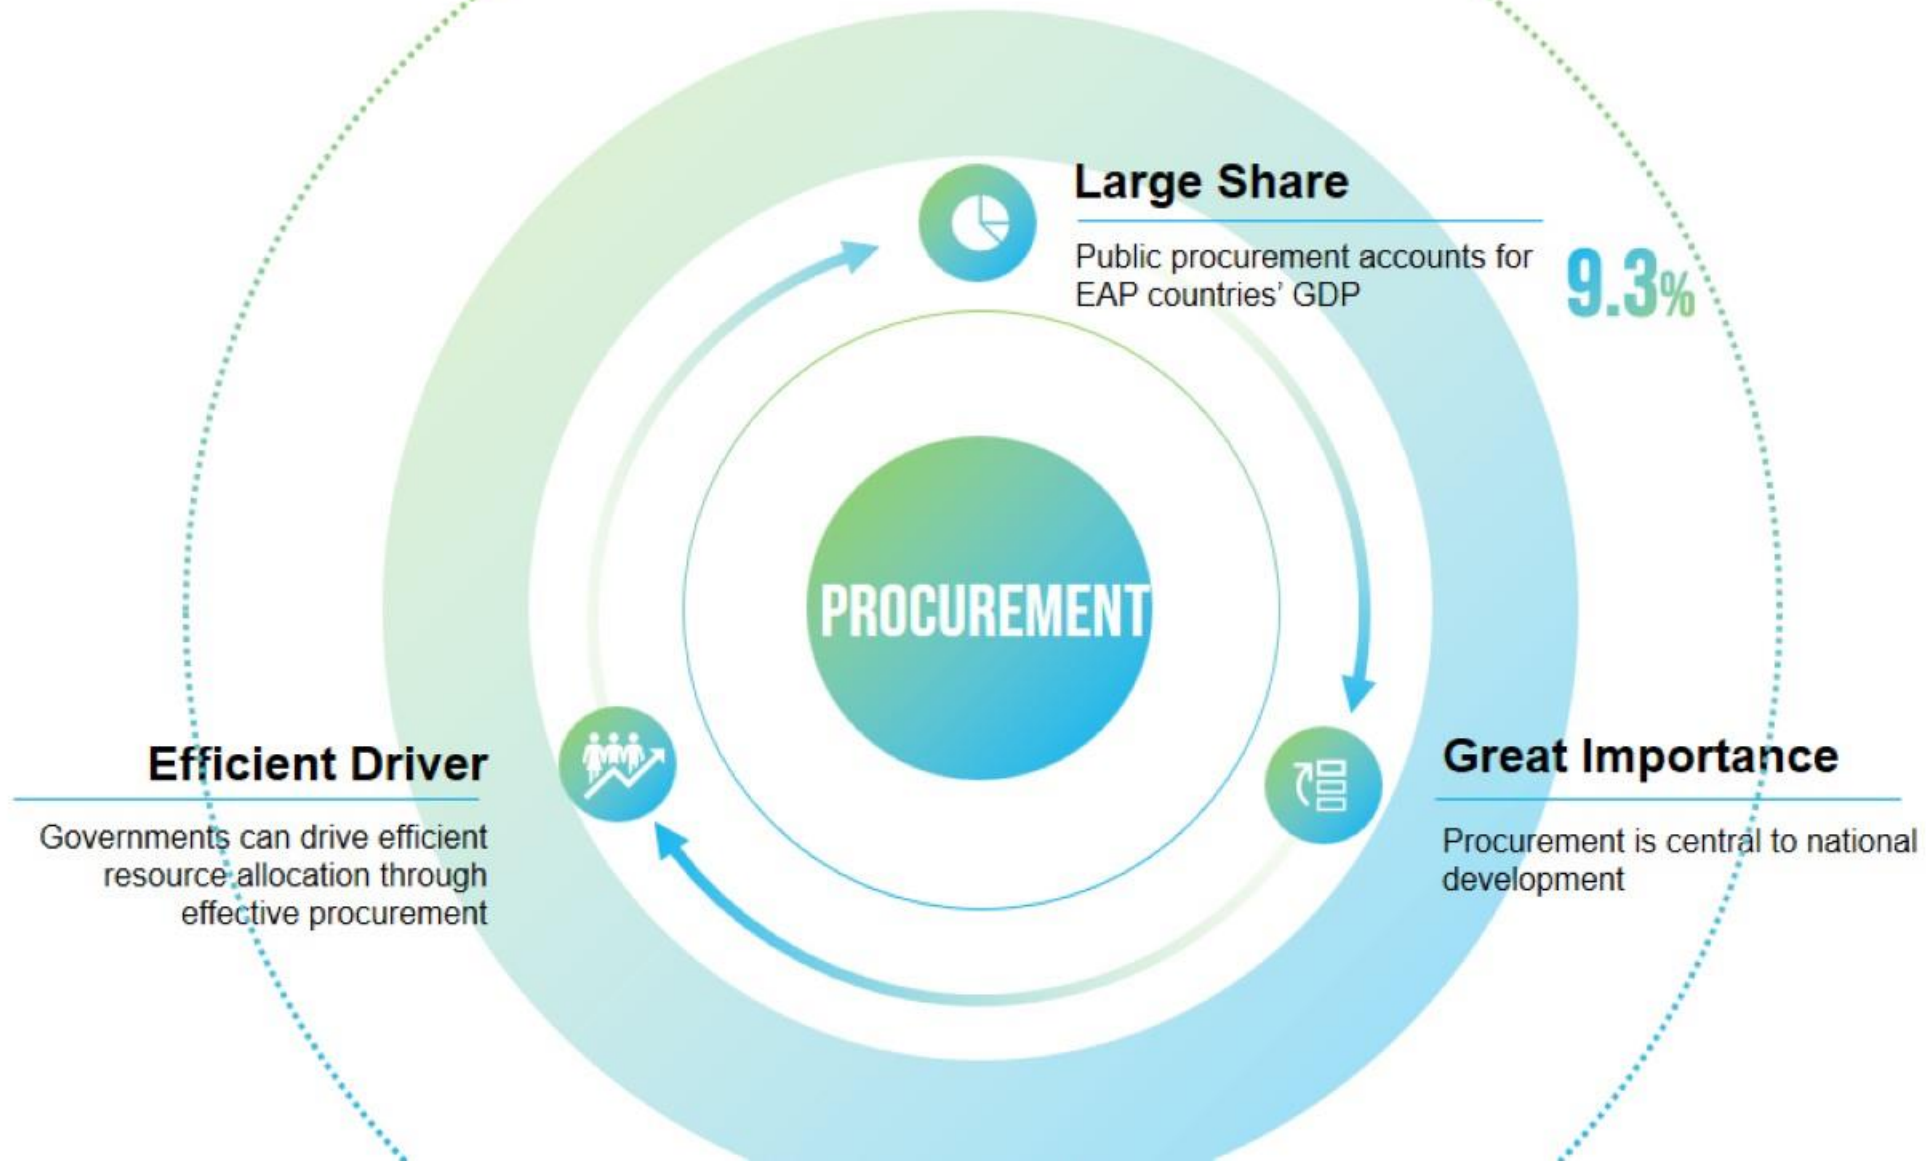 Large Share
Public procurement accounts for
EAP countries’ GDP
9.3%
PROCUREMENT
Efficient Driver
Governments can drive efficient
resource allocation through
effective procurement
Great Importance
Procurement is central to national
development